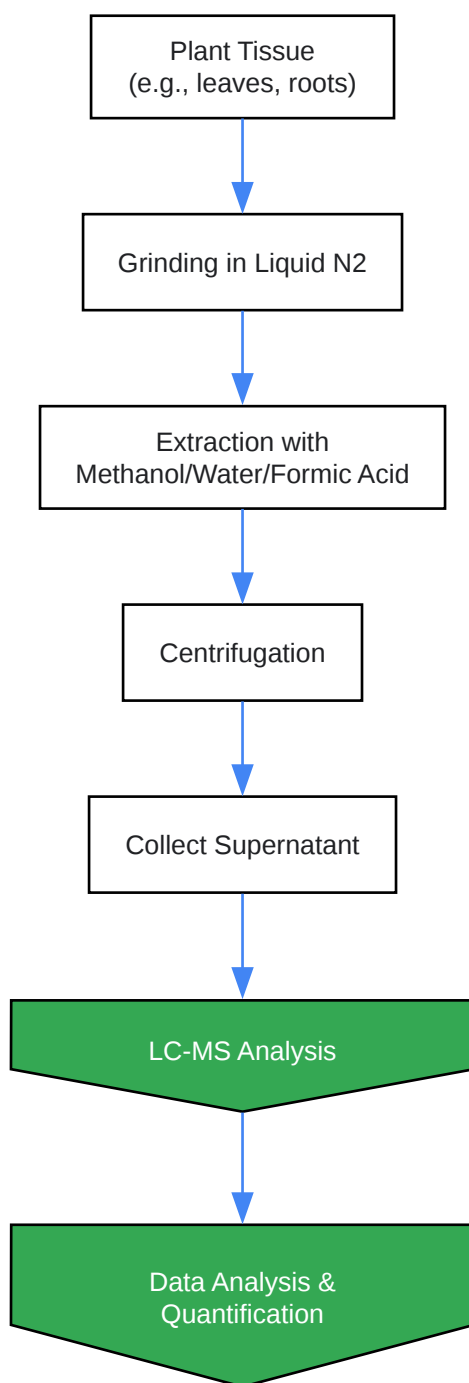 Plant Tissue
(e.g., leaves, roots)
Grinding in Liquid N2
Extraction with
Methanol/Water/Formic Acid
Centrifugation
Collect Supernatant
LC-MS Analysis
Data Analysis &
Quantification